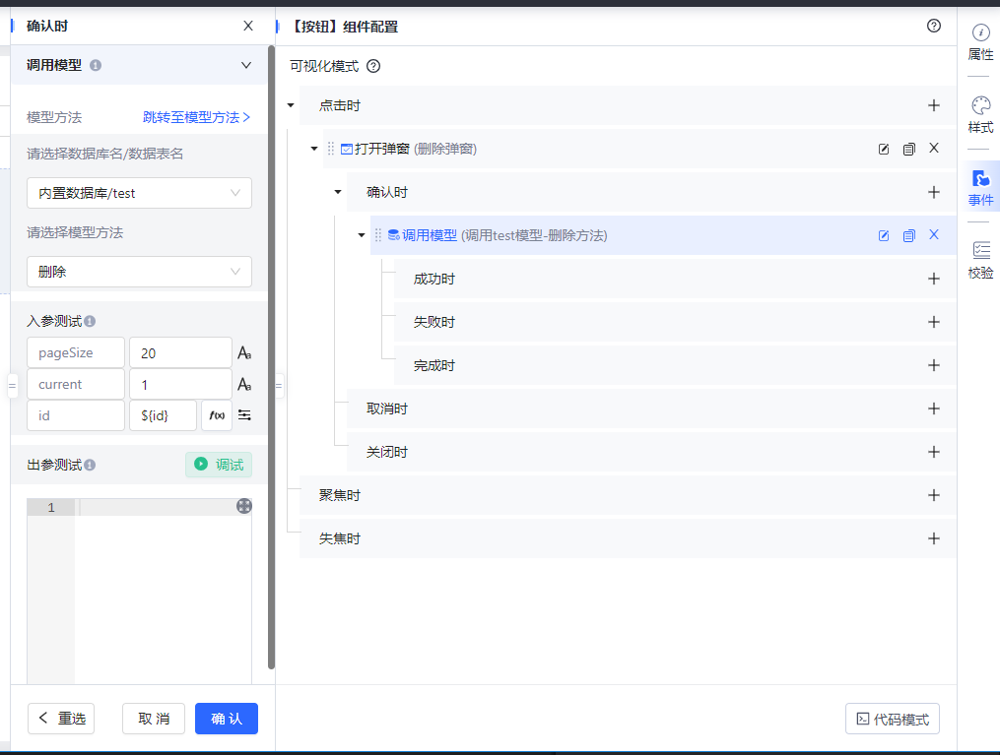 确认时
调用模型
模型方法 跳转至模型方法
请选择数据库名/数据表名
内置数据库/test
请选择模型方法
删除
入参测试
pageSize 20
current 1
id ${id} f(x)
出参测试 调试
1
重选 取消 确认
【按钮】组件配置
可视化模式
点击时
打开弹窗 (删除弹窗)
确认时
调用模型 (调用test模型-删除方法)
成功时
失败时
完成时
取消时
关闭时
聚焦时
失焦时
代码模式
属性
样式
事件
校验